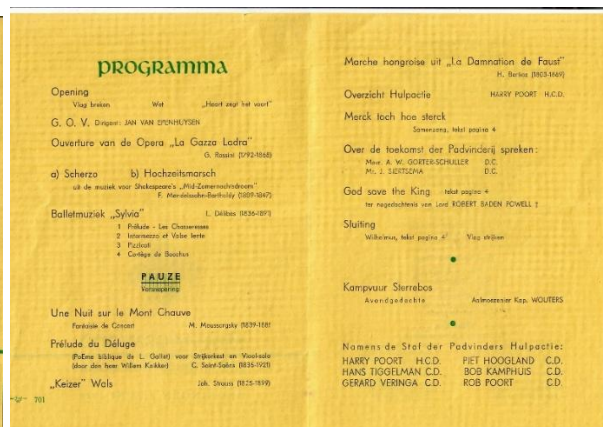 PROGRAMMA
Opening
Vlag breken Wet „Hoort zegt het voort"
G. O. V. Dirigent: JAN VAN EPENHUYSEN
Ouverture van de Opera „La Gazza Ladra"
G. Rossini (1792-1868)
a) Scherzo b) Hochzeitsmarsch
uit de muziek voor Shakespeare's „Mid-Zomernachtsdroom"
F. Mendelssohn-Bartholdy (1809-1847)
Balletmuziek „Sylvia" L. Délibes (1836-1891)
1 Prélude - Les Chasseresses
2 Intermezzo et Valse lente
3 Pizzicati
4 Cortège de Bacchus
PAUZE
Versnapering
Une Nuit sur le Mont Chauve
Fantaisie de Concert M. Moussorgsky (1839-1881)
Prélude du Déluge
(Poëme biblique de L. Gallet) voor Strijkorkest en Viool-solo
(door den heer Willem Keikker) C. Saint-Saëns (1835-1921)
„Keizer" Wals Joh. Strauss (1825-1899)
701
Marche hongroise uit „La Damnation de Faust"
H. Berlioz (1803-1869)
Overzicht Hulpactie HARRY POORT H.C.D.
Merck toch hoe sterck
Samenzang, tekst pagina 4
Over de toekomst der Padvinderij spreken:
Mevr. A. W. GORTER-SCHULLER D.C.
Mr. J. SIERTSEMA D.C.
God save the King tekst pagina 4
ter nagedachtenis van Lord ROBERT BADEN POWELL †
Sluiting
Wilhelmus, tekst pagina 4 Vlag strijken
Kampvuur Sterrebos
Avondgedachte Aalmoezenier Kap. WOUTERS
Namens de Staf der Padvinders Hulpactie:
HARRY POORT H.C.D. PIET HOOGLAND C.D.
HANS TIGGELMAN C.D. BOB KAMPHUIS C.D.
GERARD VERINGA C.D. ROB POORT C.D.